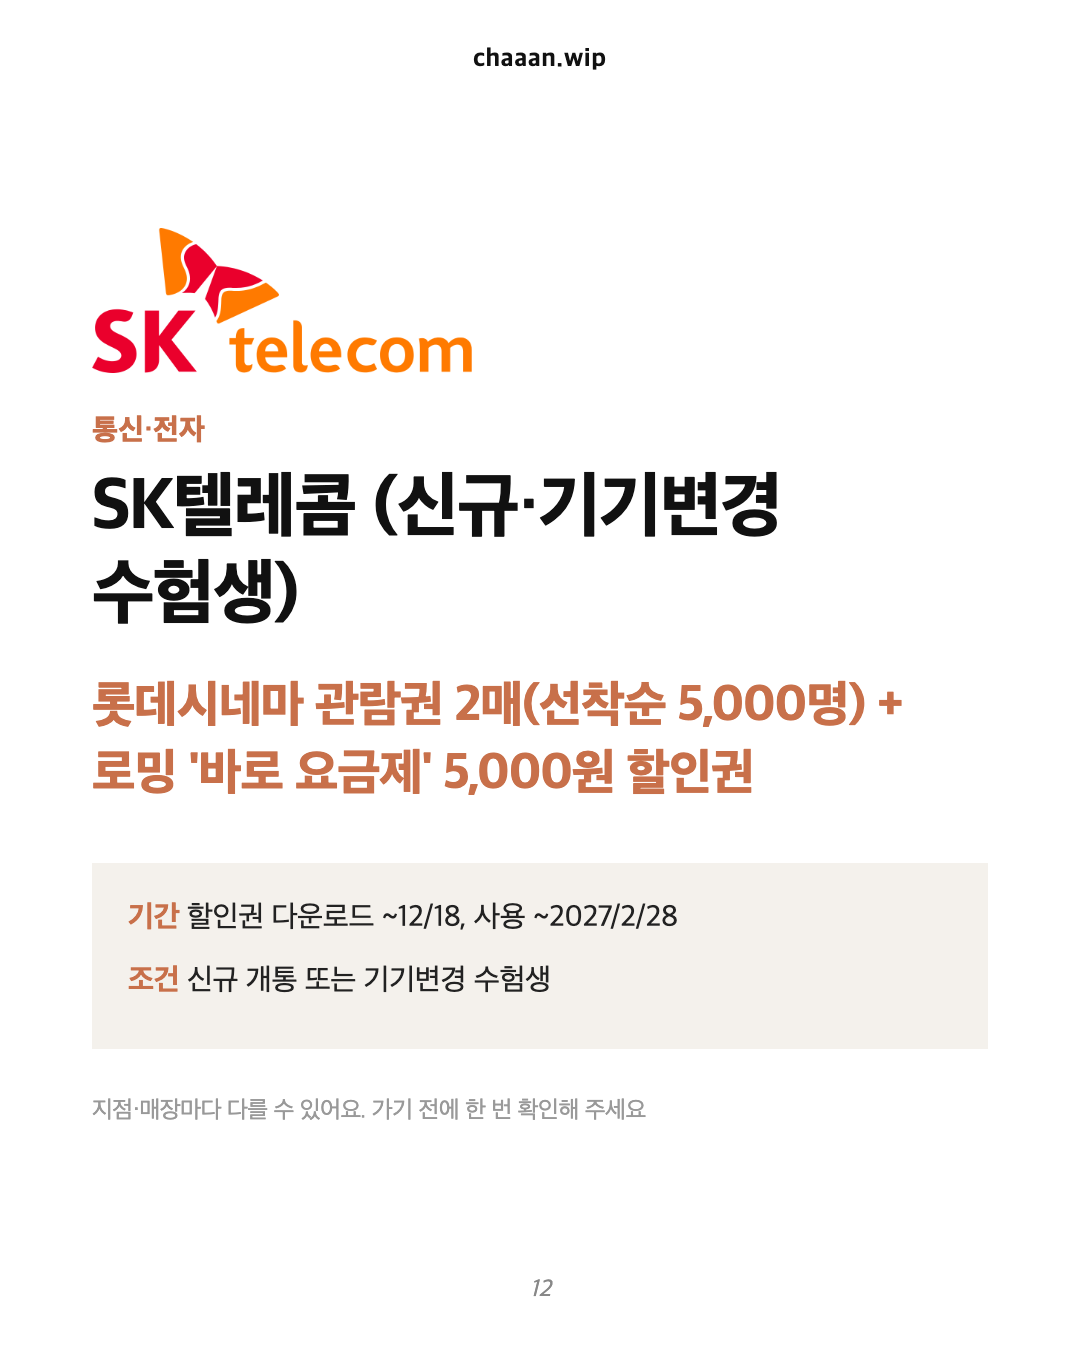 chaaan.wip
SK telecom
통신·전자
SK텔레콤 (신규·기기변경
수험생)
롯데시네마 관람권 2매(선착순 5,000명) +
로밍 '바로 요금제' 5,000원 할인권
기간 할인권 다운로드 ~12/18, 사용 ~2027/2/28
조건 신규 개통 또는 기기변경 수험생
지점·매장마다 다를 수 있어요. 가기 전에 한 번 확인해 주세요
12